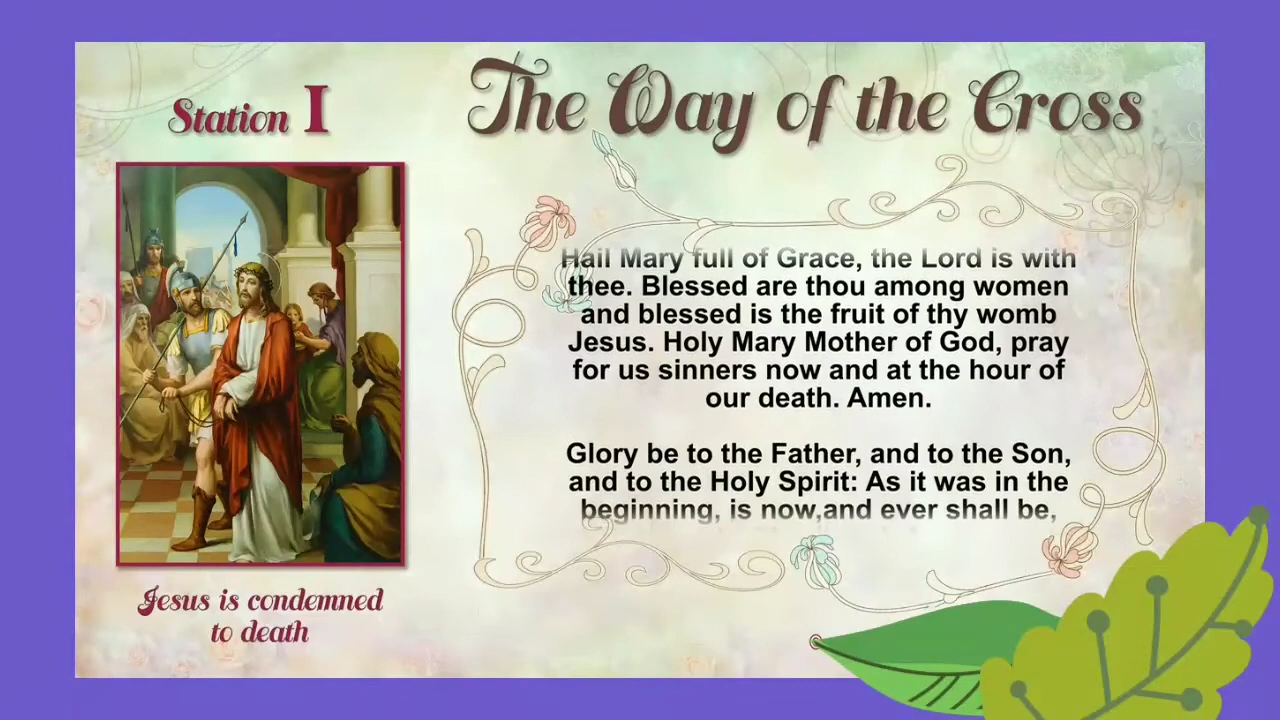 Station I
The Way of the Cross
Hail Mary full of Grace, the Lord is with
thee. Blessed are thou among women
and blessed is the fruit of thy womb
Jesus. Holy Mary Mother of God, pray
for us sinners now and at the hour of
our death. Amen.
Glory be to the Father, and to the Son,
and to the Holy Spirit: As it was in the
beginning, is now,and ever shall be,
Jesus is condemned
to death